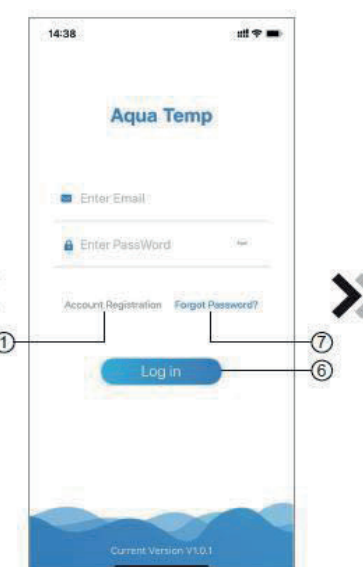 14:38
Aqua Temp
Enter Email
Enter PassWord
Account Registration Forgot Password?
① ⑦
Log in ⑥
Current Version V1.0.1